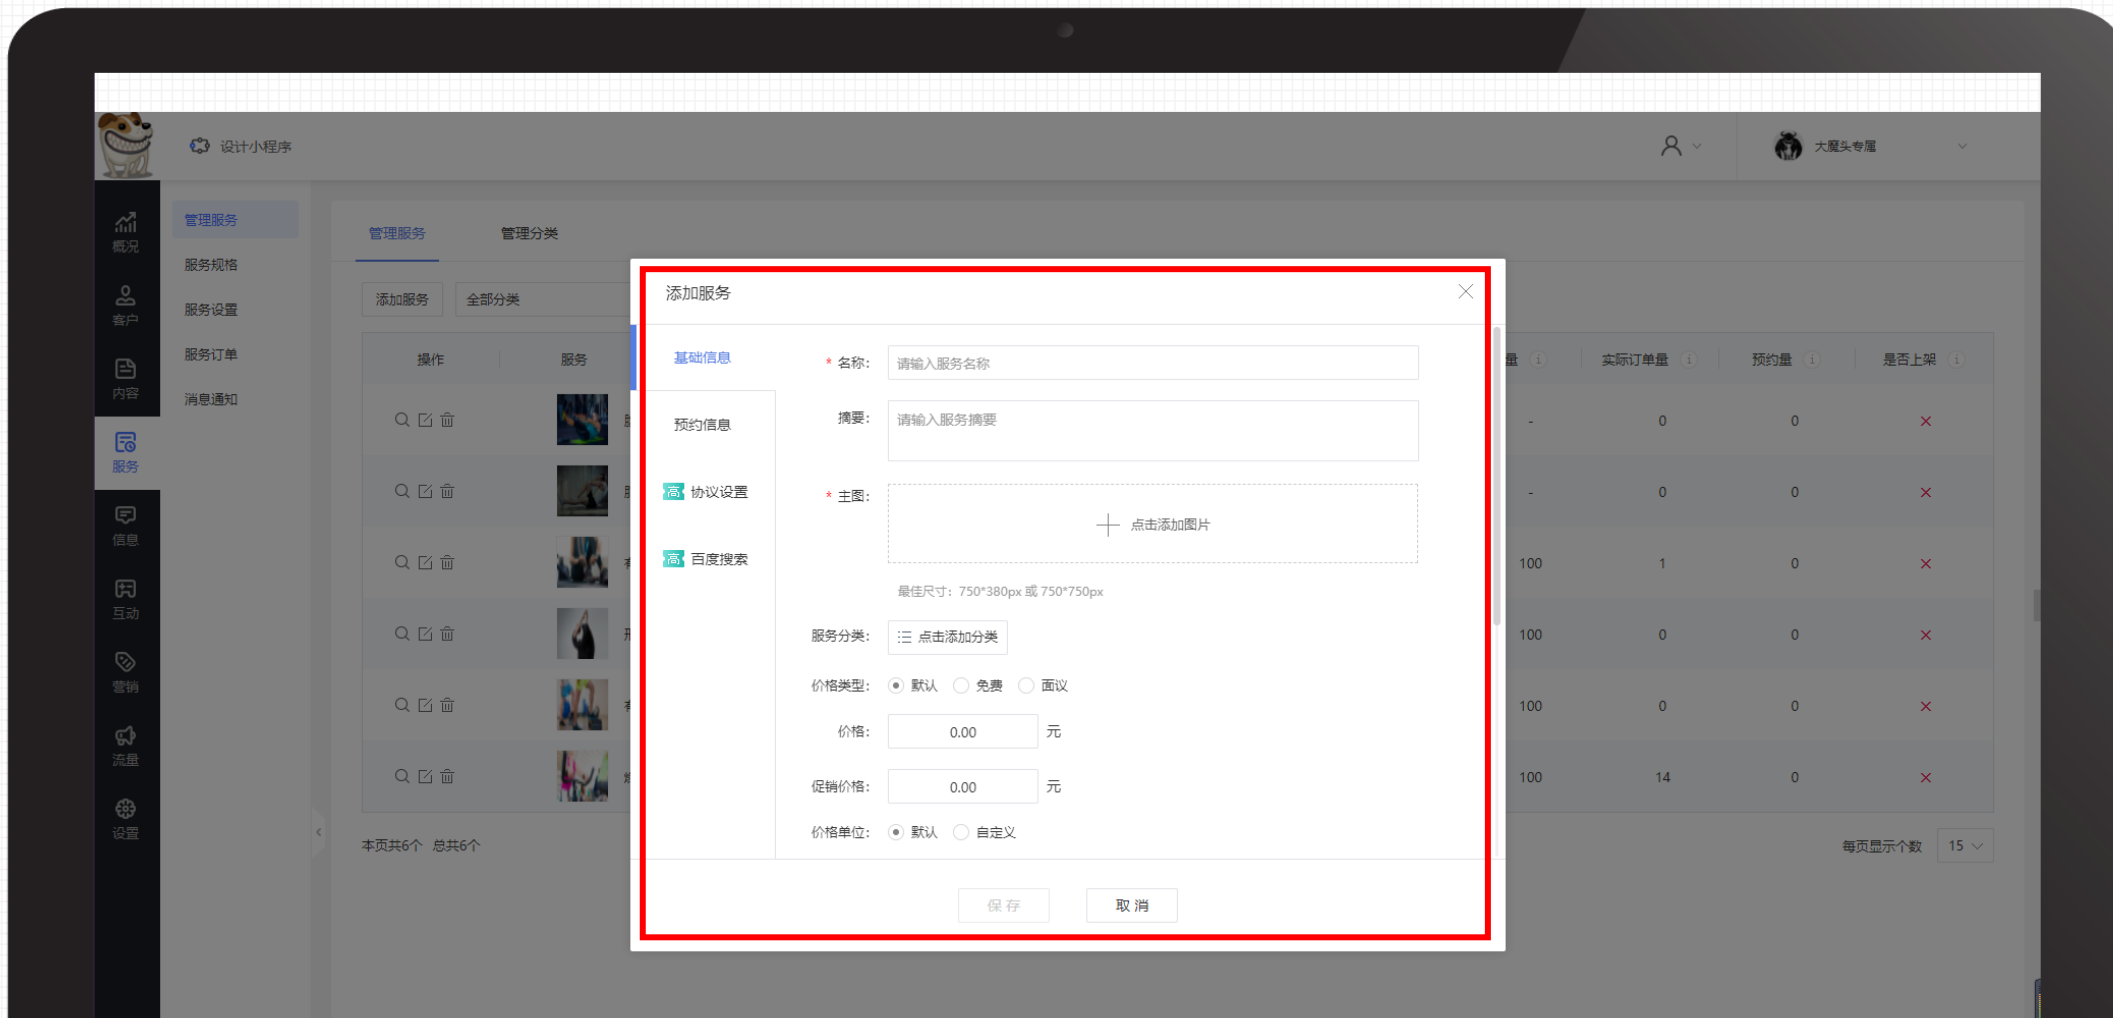 设计小程序
大魔头专属
概况
客户
内容
服务
信息
互动
营销
流量
设置
管理服务
服务规格
服务设置
服务订单
消息通知
管理服务 管理分类
添加服务 全部分类
操作 服务 量 实际订单量 预约量 是否上架
- 0 0
- 0 0
100 1 0
100 0 0
100 0 0
100 14 0
本页共6个 总共6个
每页显示个数 15
添加服务
基础信息
预约信息
高 协议设置
高 百度搜索
* 名称: 请输入服务名称
摘要: 请输入服务摘要
* 主图: 点击添加图片
最佳尺寸: 750*380px 或 750*750px
服务分类: 点击添加分类
价格类型: 默认 免费 面议
价格: 0.00 元
促销价格: 0.00 元
价格单位: 默认 自定义
保存 取消